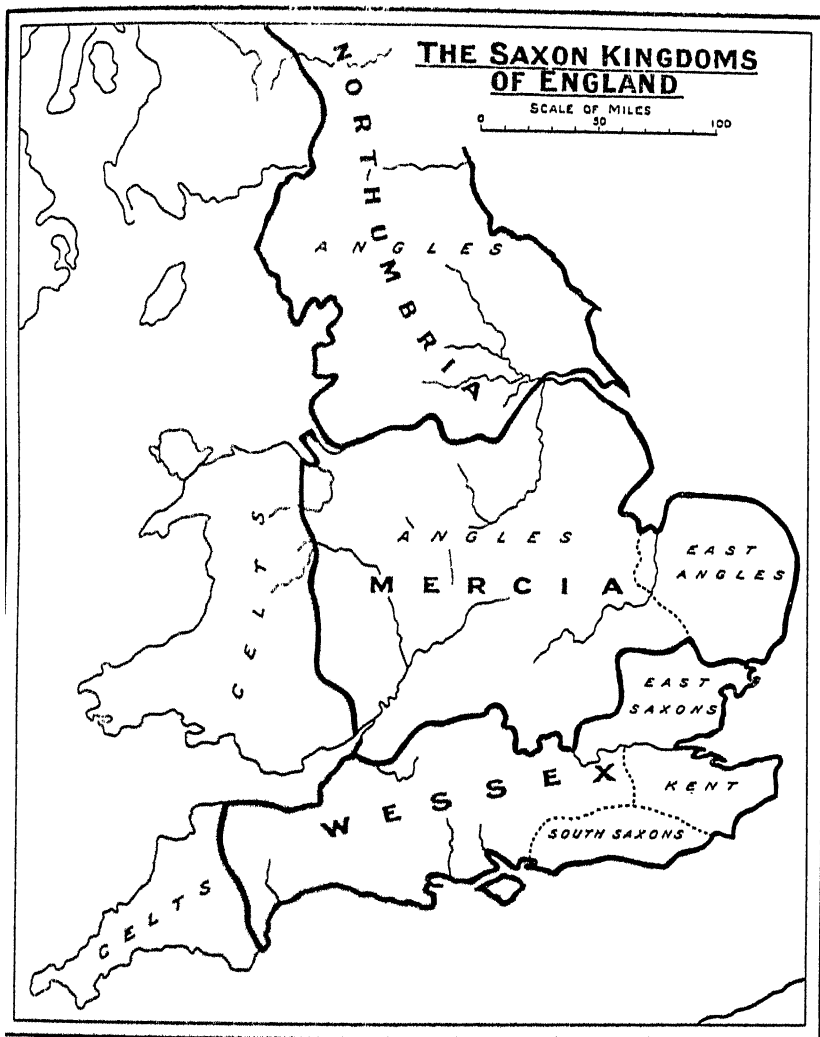 THE SAXON KINGDOMS
OF ENGLAND
SCALE OF MILES
0 50 100
NORTHUMBRIA
ANGLES
CELTS
ANGLES
MERCIA
EAST
ANGLES
EAST
SAXONS
WESSEX
KENT
SOUTH SAXONS
CELTS